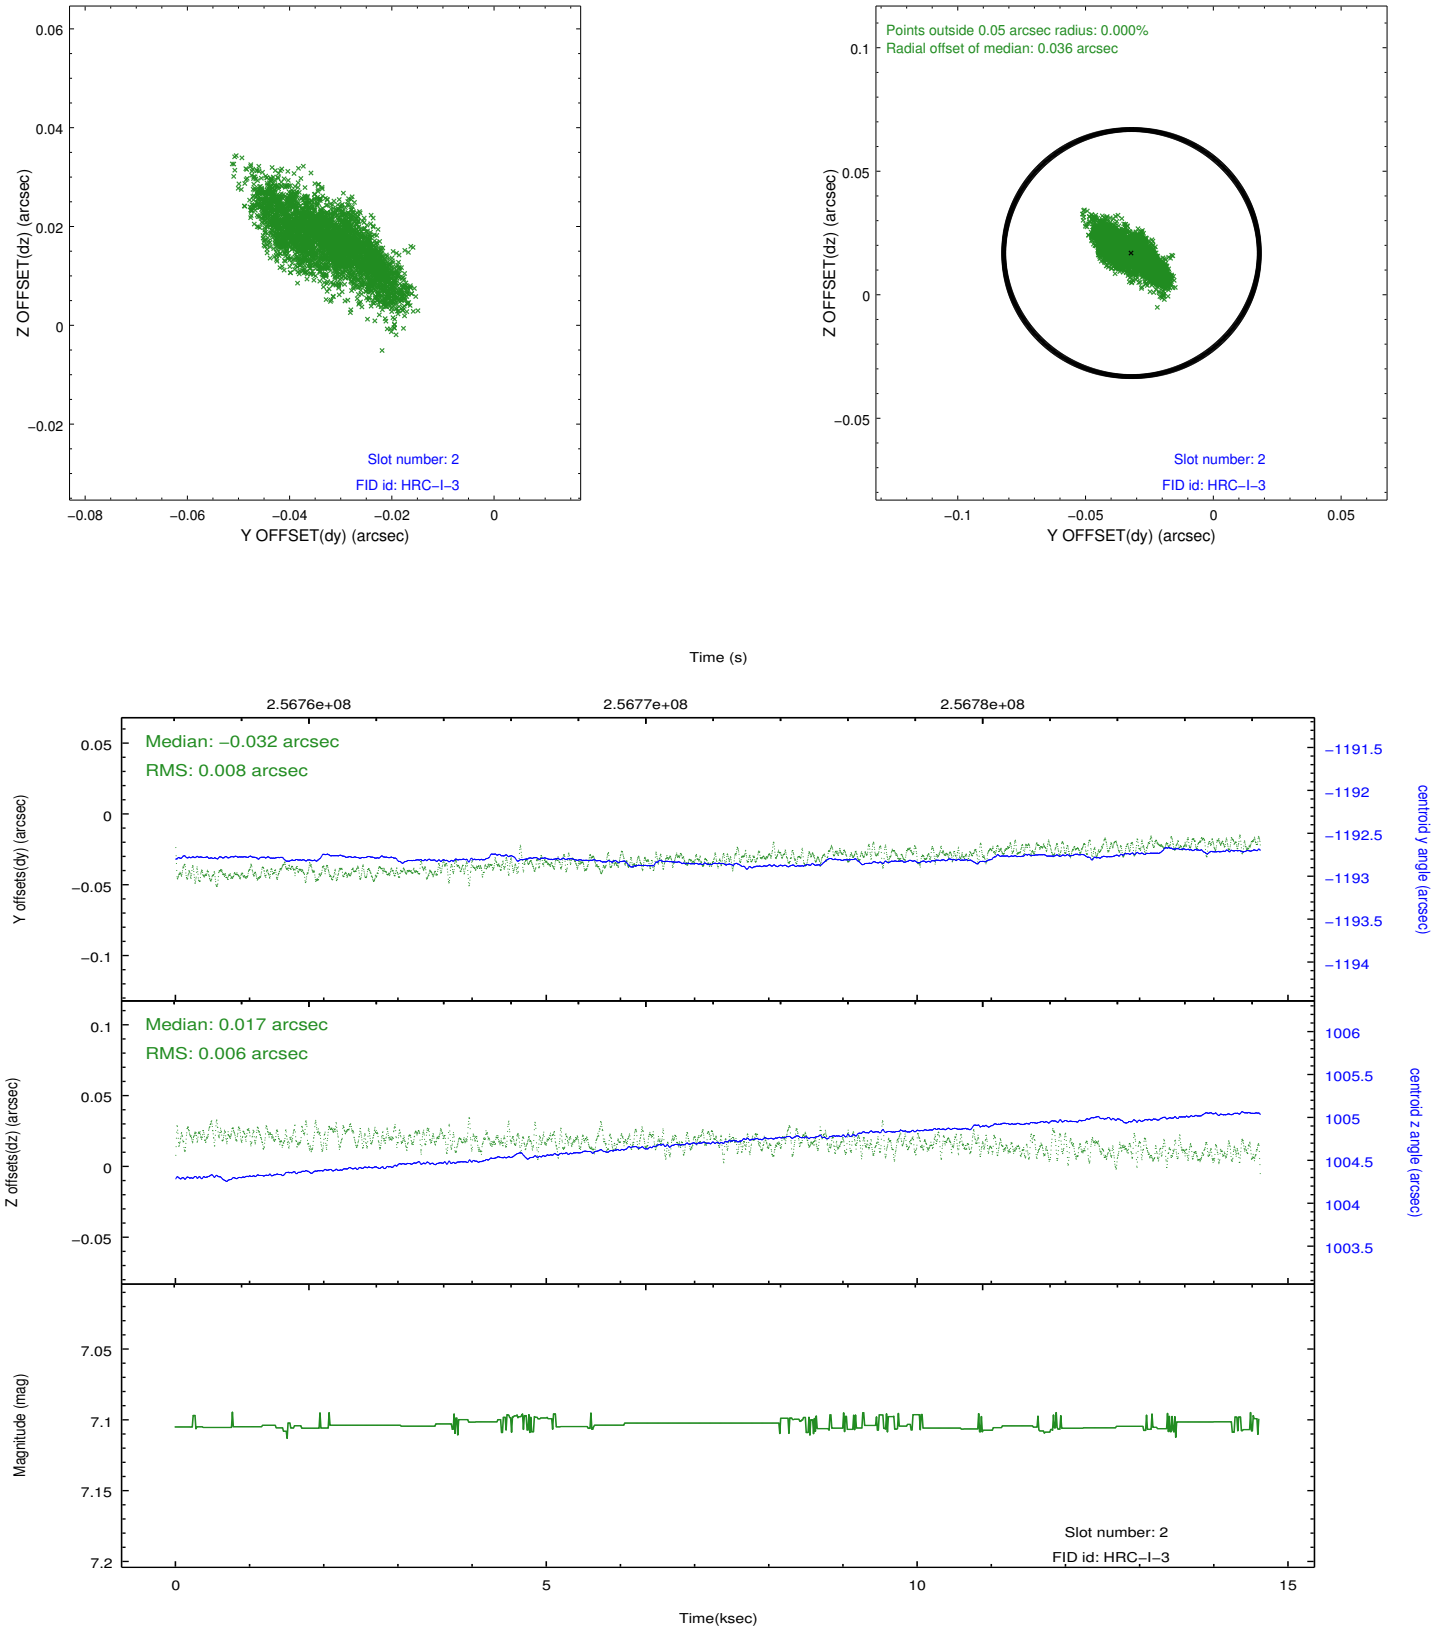 0.06
0.04
0.02
0
−0.02
Z OFFSET(dz) (arcsec)
Slot number: 2
FID id: HRC−I−3
−0.08
−0.06
−0.04
−0.02
0
Y OFFSET(dy) (arcsec)
Points outside 0.05 arcsec radius: 0.000%
Radial offset of median: 0.036 arcsec
0.1
0.05
0
−0.05
Z OFFSET(dz) (arcsec)
Slot number: 2
FID id: HRC−I−3
−0.1
−0.05
0
0.05
Y OFFSET(dy) (arcsec)
Time (s)
2.5676e+08
2.5677e+08
2.5678e+08
Median: −0.032 arcsec
RMS: 0.008 arcsec
0.05
0
−0.05
−0.1
Y offsets(dy) (arcsec)
−1191.5
−1192
−1192.5
−1193
−1193.5
−1194
centroid y angle (arcsec)
Median: 0.017 arcsec
RMS: 0.006 arcsec
0.1
0.05
0
−0.05
Z offsets(dz) (arcsec)
1006
1005.5
1005
1004.5
1004
1003.5
centroid z angle (arcsec)
7.05
7.1
7.15
7.2
Magnitude (mag)
Slot number: 2
FID id: HRC−I−3
0
5
10
15
Time(ksec)